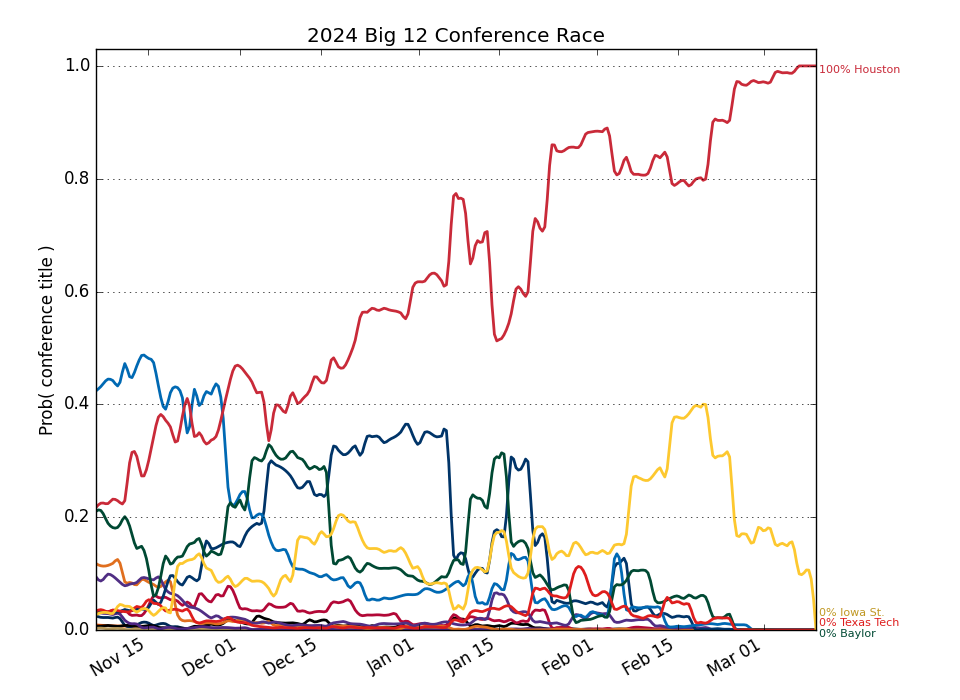 2024 Big 12 Conference Race
1.0
0.8
0.6
0.4
0.2
0.0
Prob( conference title )
100% Houston
0% Iowa St.
0% Texas Tech
0% Baylor
Nov 15
Dec 01
Dec 15
Jan 01
Jan 15
Feb 01
Feb 15
Mar 01